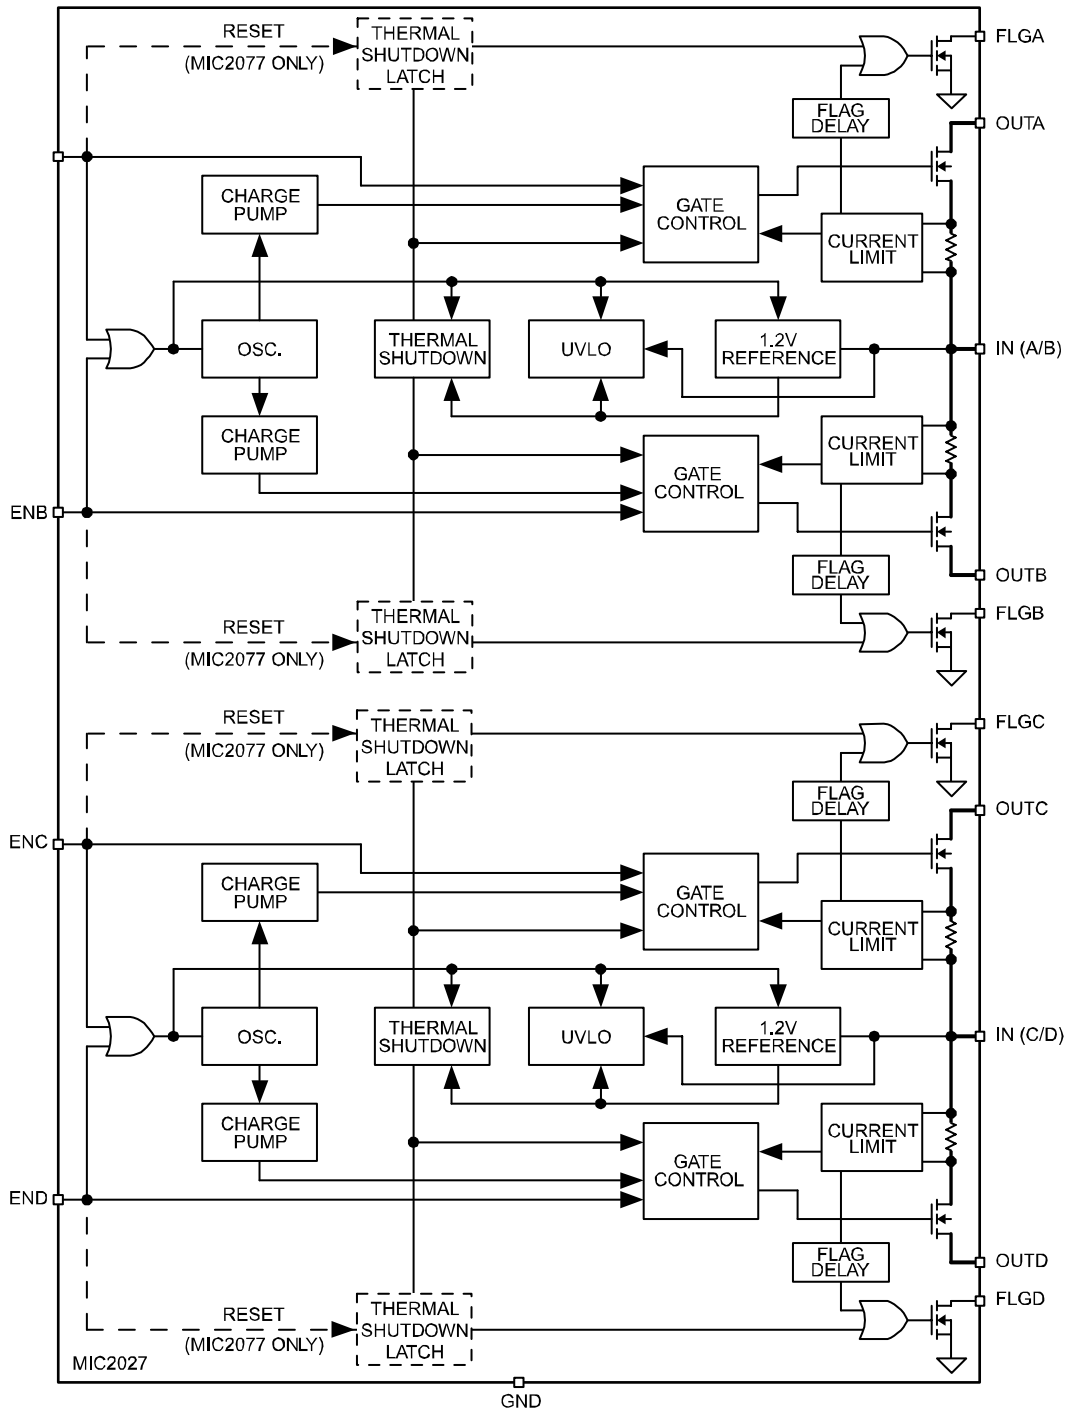 RESET
(MIC2077 ONLY)
THERMAL
SHUTDOWN
LATCH
FLGA
FLAG
DELAY
OUTA
CHARGE
PUMP
GATE
CONTROL
CURRENT
LIMIT
OSC.
THERMAL
SHUTDOWN
UVLO
1.2V
REFERENCE
IN (A/B)
CHARGE
PUMP
GATE
CONTROL
CURRENT
LIMIT
ENB
FLAG
DELAY
OUTB
RESET
(MIC2077 ONLY)
THERMAL
SHUTDOWN
LATCH
FLGB
RESET
(MIC2077 ONLY)
THERMAL
SHUTDOWN
LATCH
FLGC
FLAG
DELAY
OUTC
ENC
CHARGE
PUMP
GATE
CONTROL
CURRENT
LIMIT
OSC.
THERMAL
SHUTDOWN
UVLO
1.2V
REFERENCE
IN (C/D)
CHARGE
PUMP
GATE
CONTROL
CURRENT
LIMIT
END
FLAG
DELAY
OUTD
RESET
(MIC2077 ONLY)
THERMAL
SHUTDOWN
LATCH
FLGD
MIC2027
GND